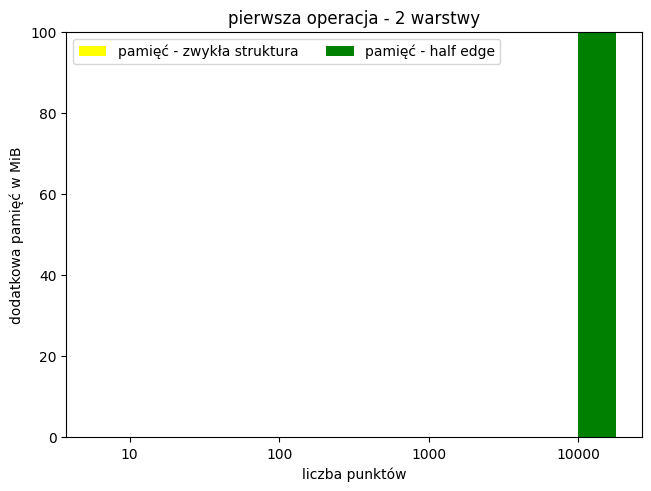 pierwsza operacja - 2 warstwy
pamięć - zwykła struktura
pamięć - half edge
dodatkowa pamięć w MiB
100
80
60
40
20
0
10
100
1000
10000
liczba punktów